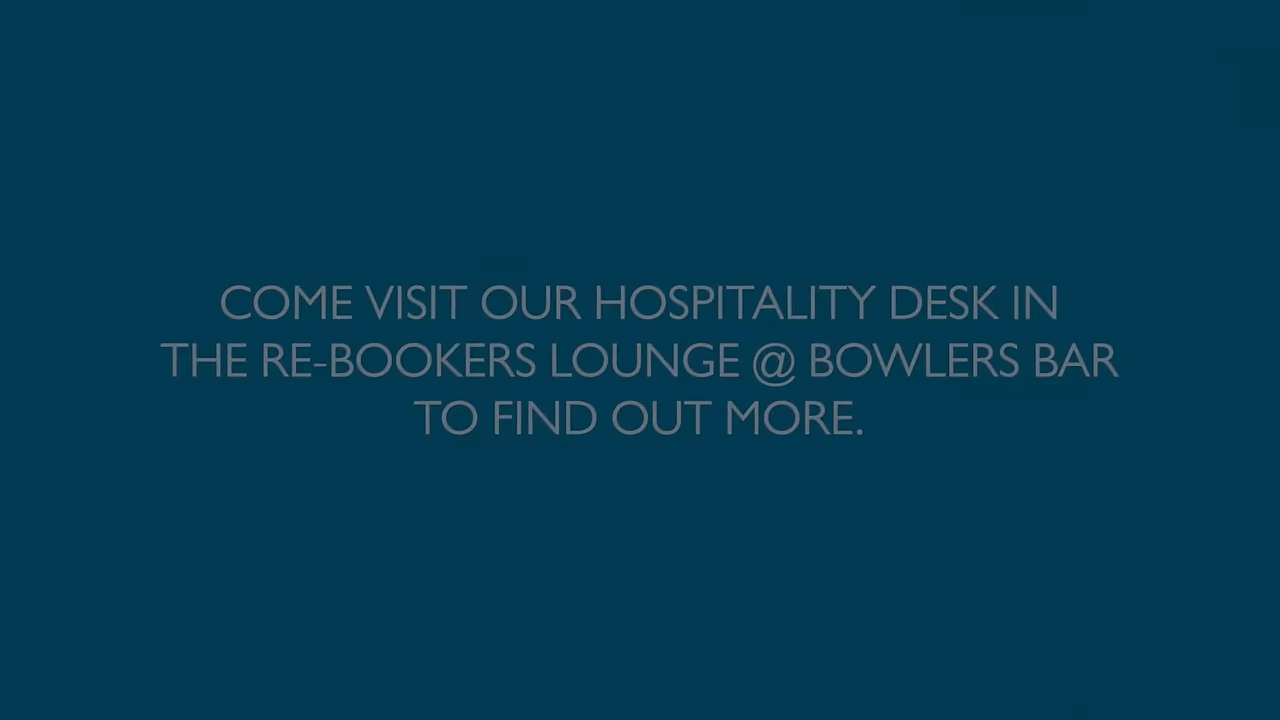 COME VISIT OUR HOSPITALITY DESK IN
THE RE-BOOKERS LOUNGE @ BOWLERS BAR
TO FIND OUT MORE.